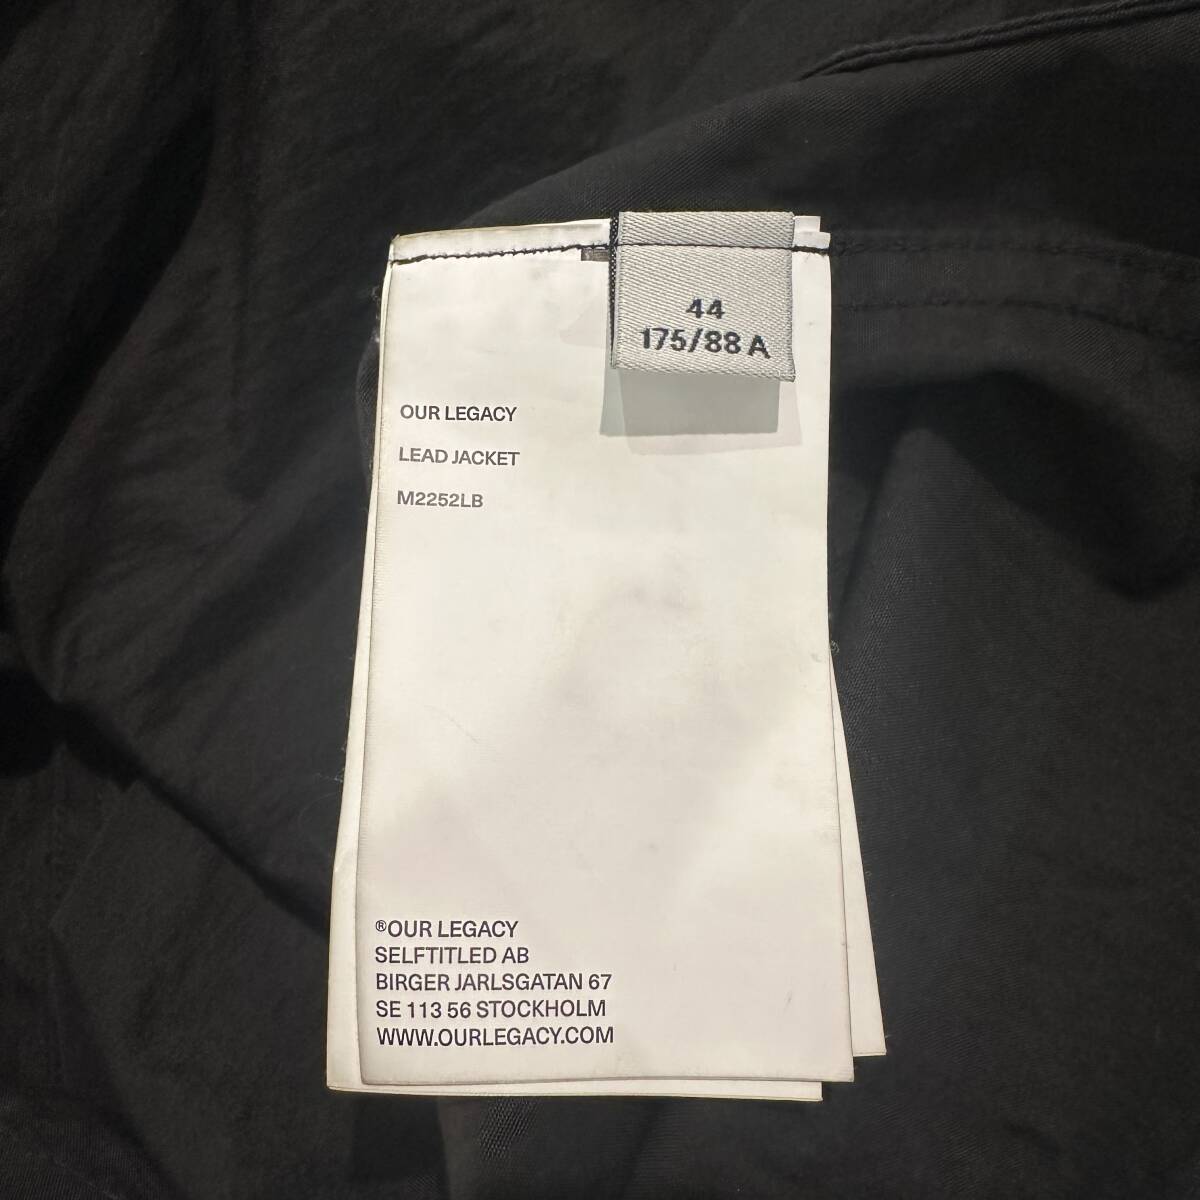 44
175/88 A
OUR LEGACY
LEAD JACKET
M2252LB
®OUR LEGACY
SELFTITLED AB
BIRGER JARLSGATAN 67
SE 113 56 STOCKHOLM
WWW.OURLEGACY.COM